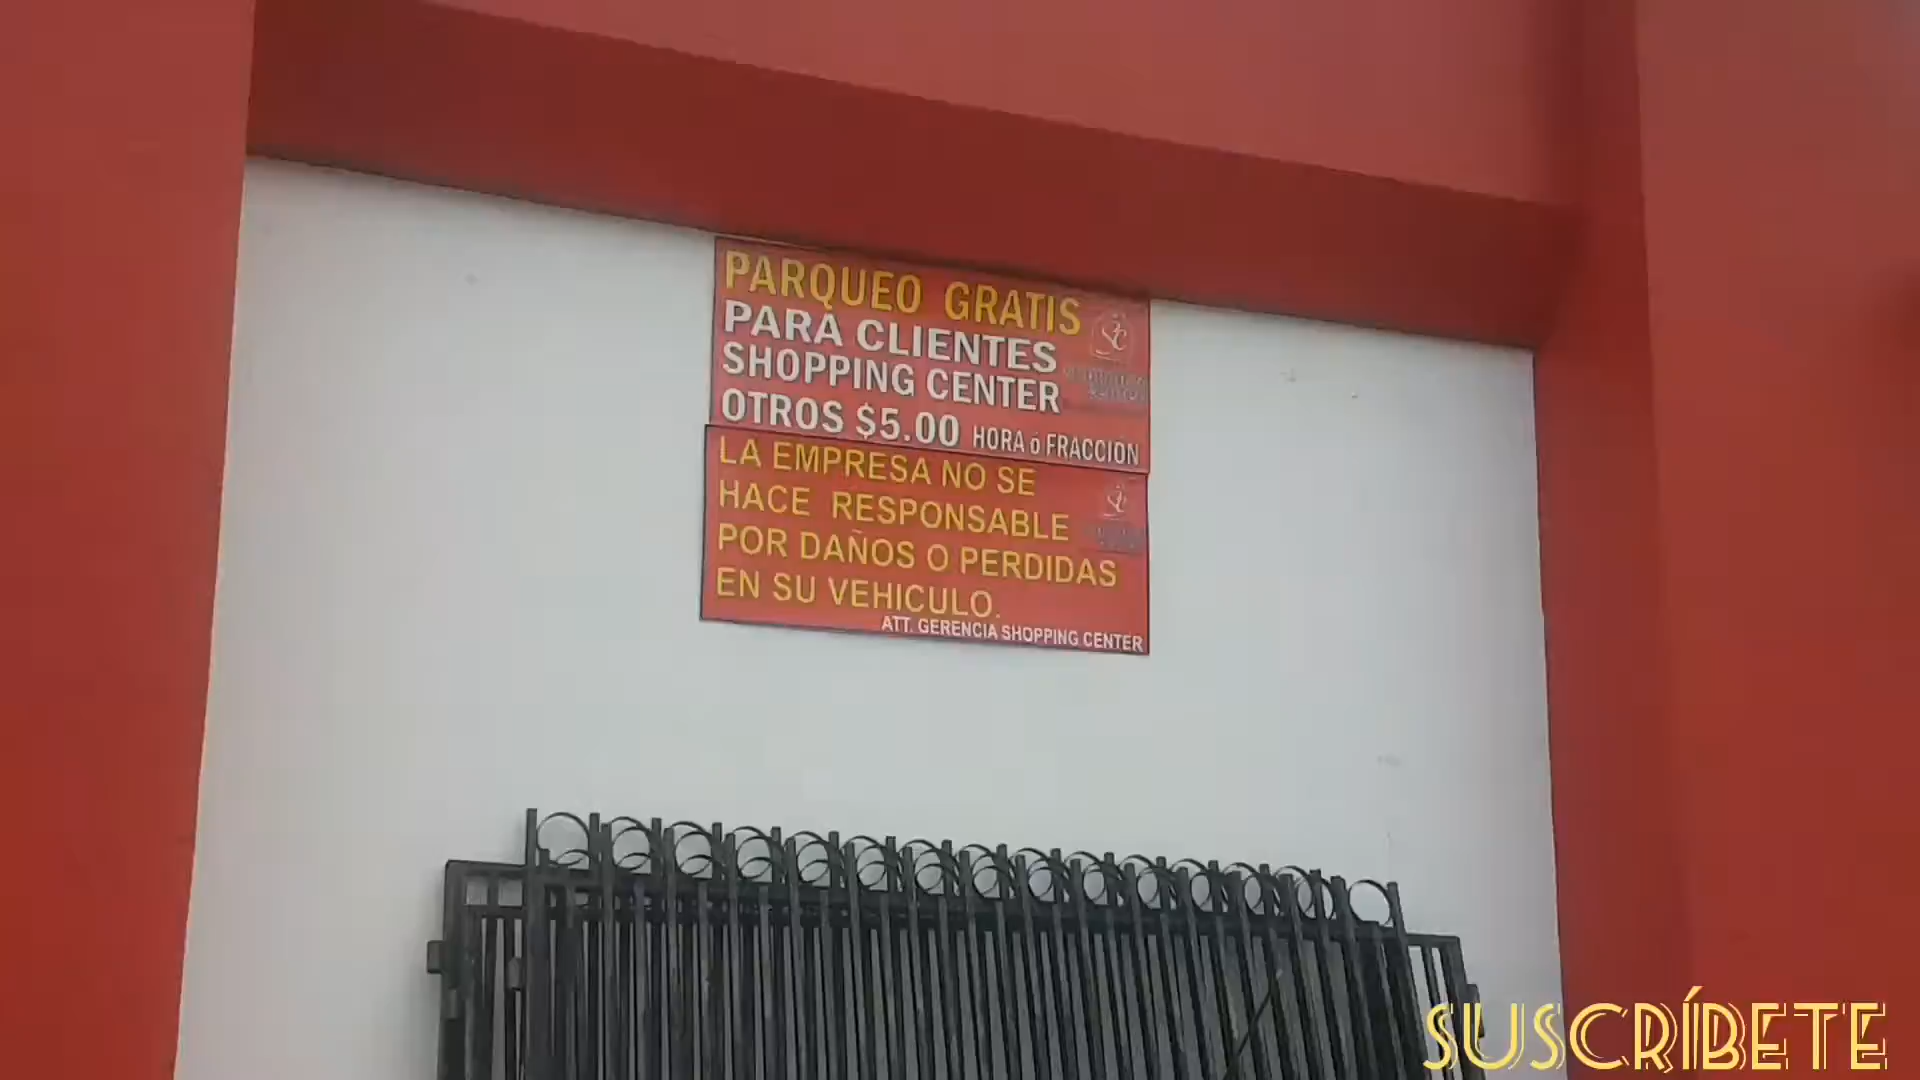 PARQUEO GRATIS
PARA CLIENTES
SHOPPING CENTER
OTROS $5.00 HORA ó FRACCION
LA EMPRESA NO SE
HACE RESPONSABLE
POR DAÑOS O PERDIDAS
EN SU VEHICULO.
ATT. GERENCIA SHOPPING CENTER
SUSCRÍBETE